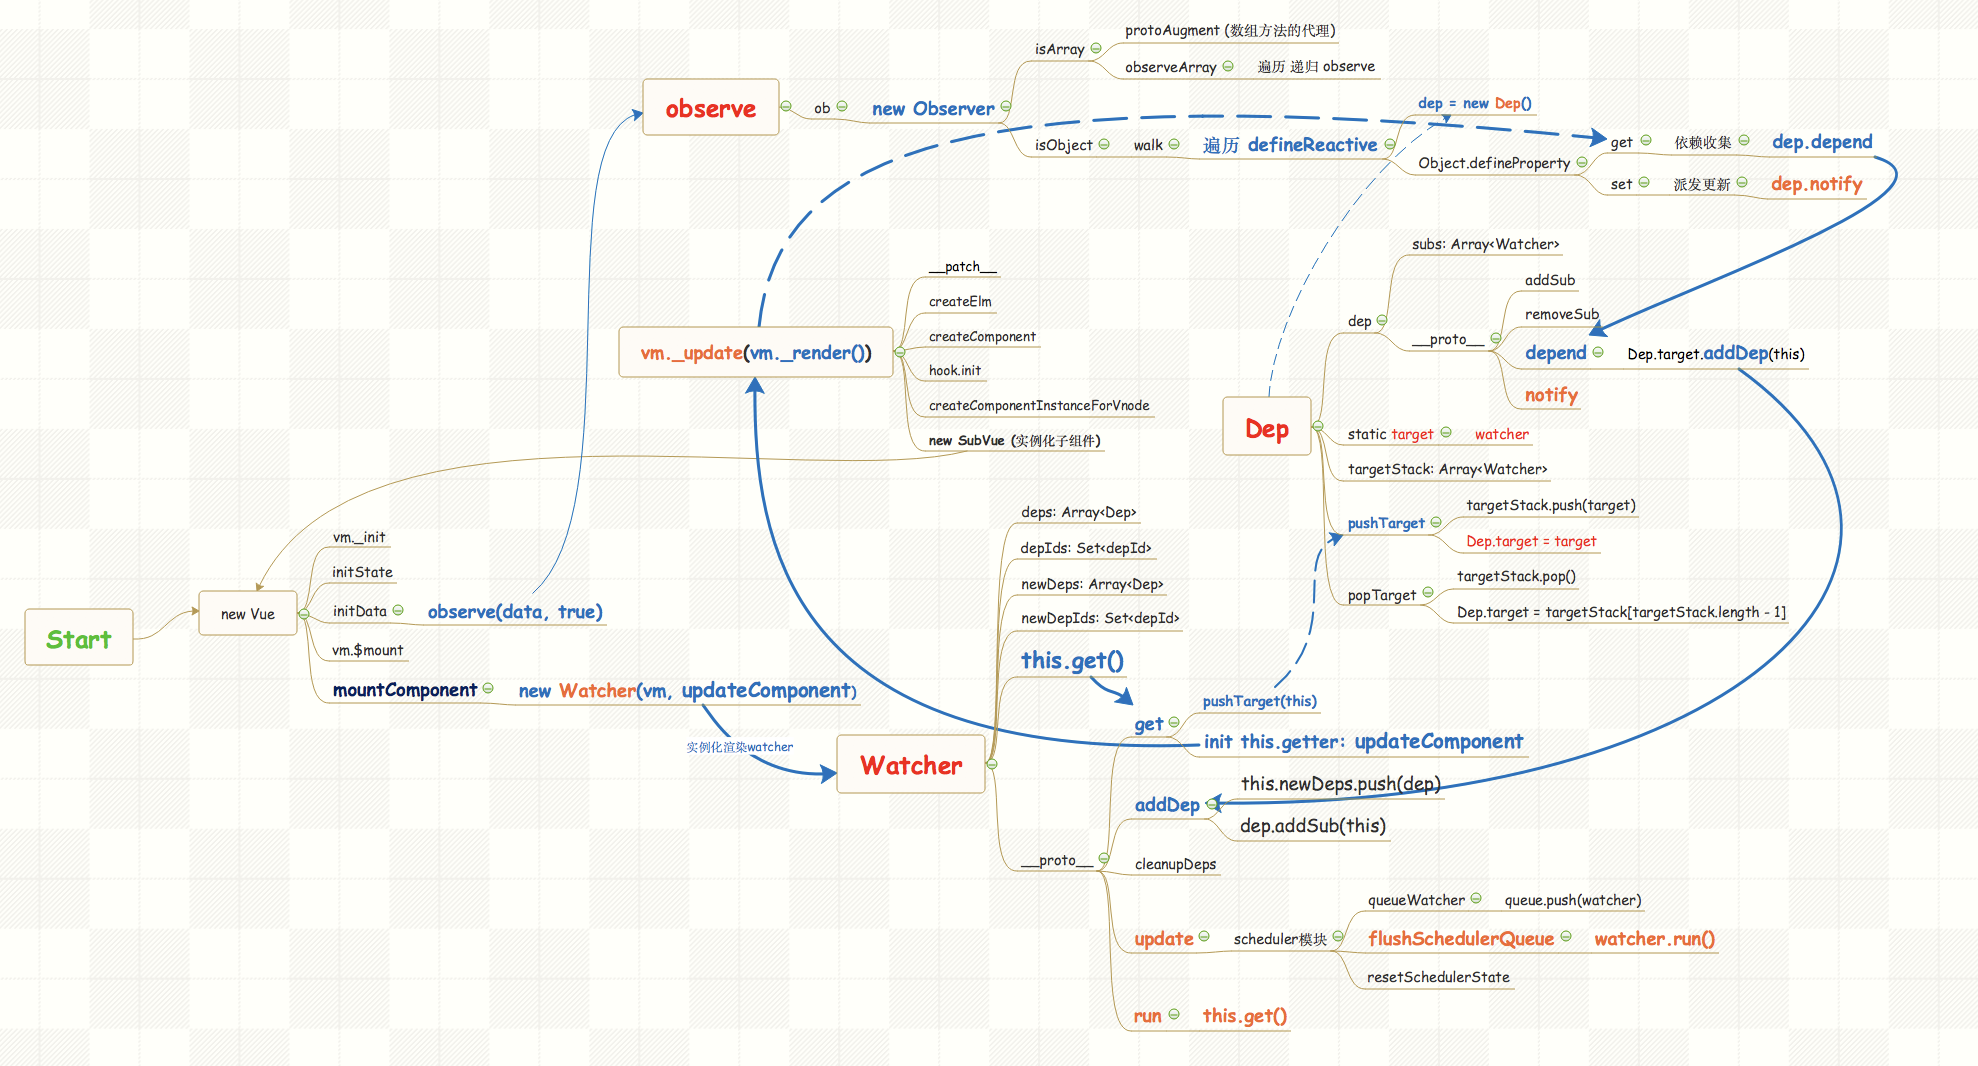 Start
new Vue
vm._init
initState
initData
observe(data, true)
vm.$mount
mountComponent
new Watcher(vm, updateComponent)
实例化渲染watcher
observe
ob
new Observer
isArray
protoAugment (数组方法的代理)
observeArray
遍历 递归 observe
isObject
walk
遍历 defineReactive
dep = new Dep()
Object.defineProperty
get
依赖收集
dep.depend
set
派发更新
dep.notify
vm._update(vm._render())
__patch__
createElm
createComponent
hook.init
createComponentInstanceForVnode
new SubVue (实例化子组件)
Dep
dep
subs: Array<Watcher>
__proto__
addSub
removeSub
depend
Dep.target.addDep(this)
notify
static target
watcher
targetStack: Array<Watcher>
pushTarget
targetStack.push(target)
Dep.target = target
popTarget
targetStack.pop()
Dep.target = targetStack[targetStack.length - 1]
Watcher
deps: Array<Dep>
depIds: Set<depId>
newDeps: Array<Dep>
newDepIds: Set<depId>
this.get()
__proto__
get
pushTarget(this)
init this.getter: updateComponent
addDep
this.newDeps.push(dep)
dep.addSub(this)
cleanupDeps
update
scheduler模块
queueWatcher
queue.push(watcher)
flushSchedulerQueue
watcher.run()
resetSchedulerState
run
this.get()